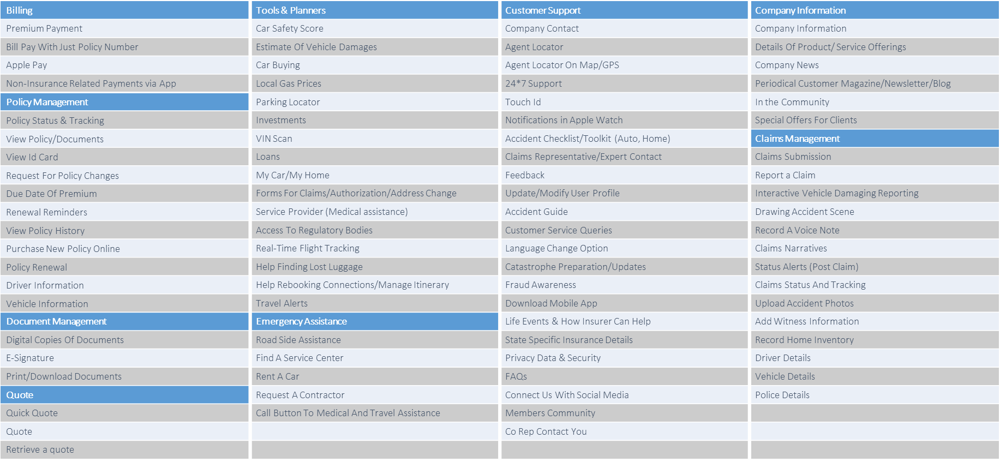 Billing
Premium Payment
Bill Pay With Just Policy Number
Apple Pay
Non-Insurance Related Payments via App
Policy Management
Policy Status & Tracking
View Policy/Documents
View Id Card
Request For Policy Changes
Due Date Of Premium
Renewal Reminders
View Policy History
Purchase New Policy Online
Policy Renewal
Driver Information
Vehicle Information
Document Management
Digital Copies Of Documents
E-Signature
Print/Download Documents
Quote
Quick Quote
Quote
Retrieve a quote
Tools & Planners
Car Safety Score
Estimate Of Vehicle Damages
Car Buying
Local Gas Prices
Parking Locator
Investments
VIN Scan
Loans
My Car/My Home
Forms For Claims/Authorization/Address Change
Service Provider (Medical assistance)
Access To Regulatory Bodies
Real-Time Flight Tracking
Help Finding Lost Luggage
Help Rebooking Connections/Manage Itinerary
Travel Alerts
Emergency Assistance
Road Side Assistance
Find A Service Center
Rent A Car
Request A Contractor
Call Button To Medical And Travel Assistance
Customer Support
Company Contact
Agent Locator
Agent Locator On Map/GPS
24*7 Support
Touch Id
Notifications in Apple Watch
Accident Checklist/Toolkit (Auto, Home)
Claims Representative/Expert Contact
Feedback
Update/Modify User Profile
Accident Guide
Customer Service Queries
Language Change Option
Catastrophe Preparation/Updates
Fraud Awareness
Download Mobile App
Life Events & How Insurer Can Help
State Specific Insurance Details
Privacy Data & Security
FAQs
Connect Us With Social Media
Members Community
Co Rep Contact You
Company Information
Company Information
Details Of Product/ Service Offerings
Company News
Periodical Customer Magazine/Newsletter/Blog
In the Community
Special Offers For Clients
Claims Management
Claims Submission
Report a Claim
Interactive Vehicle Damaging Reporting
Drawing Accident Scene
Record A Voice Note
Claims Narratives
Status Alerts (Post Claim)
Claims Status And Tracking
Upload Accident Photos
Add Witness Information
Record Home Inventory
Driver Details
Vehicle Details
Police Details